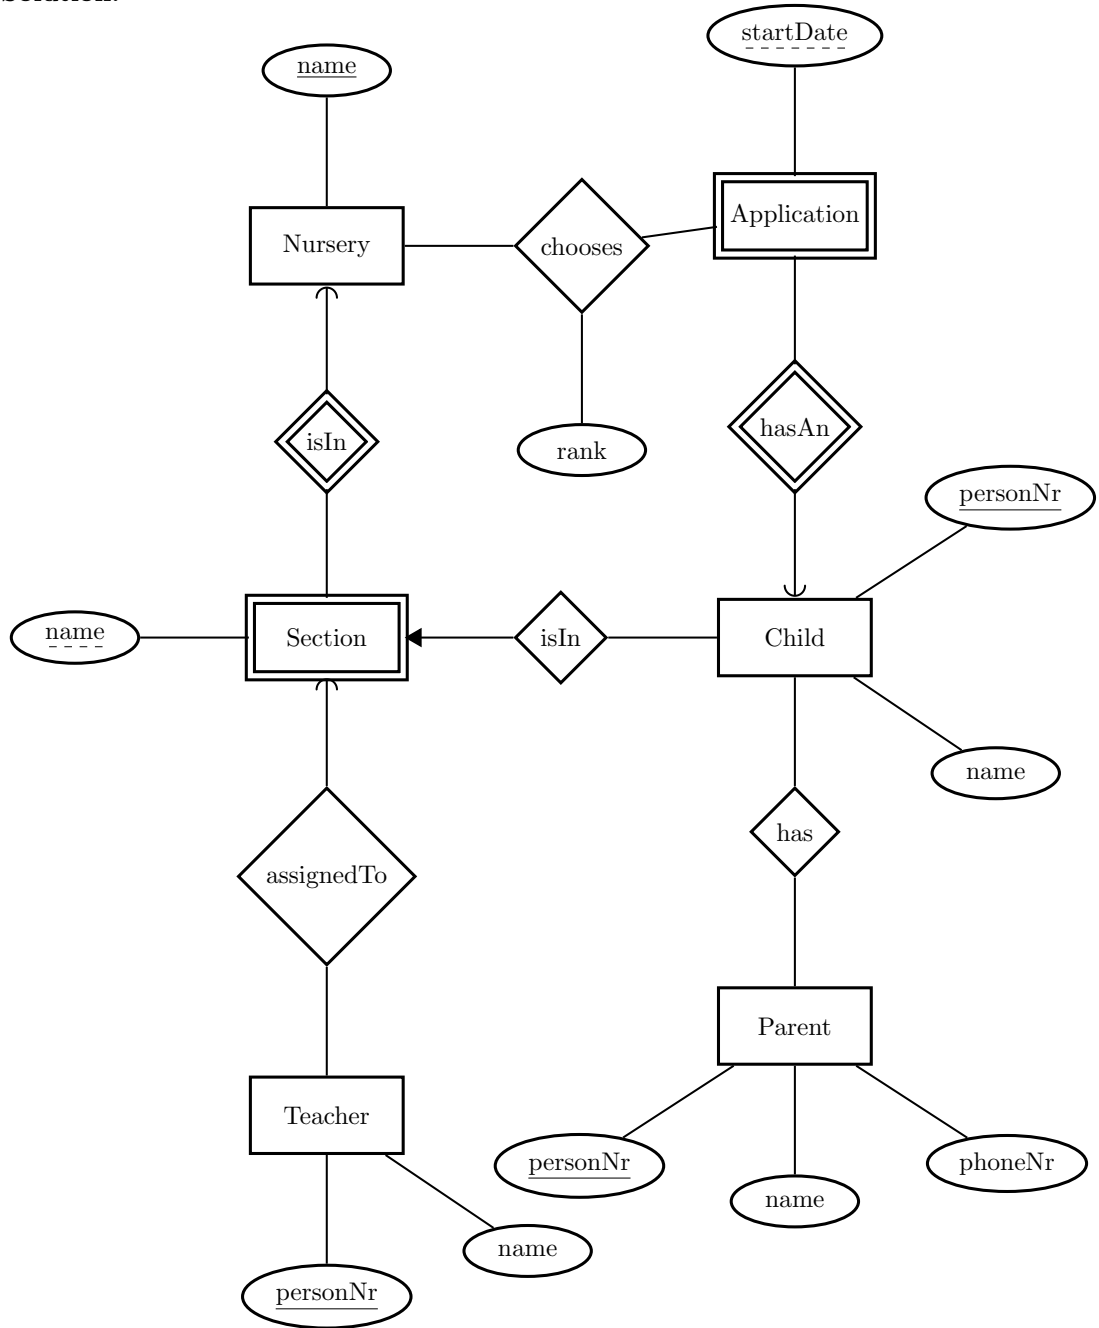 Solution:
startDate
name
Application
Nursery
chooses
hasAn
isIn
rank
personNr
name
Section
isIn
Child
name
has
assignedTo
Parent
Teacher
personNr
phoneNr
name
name
personNr